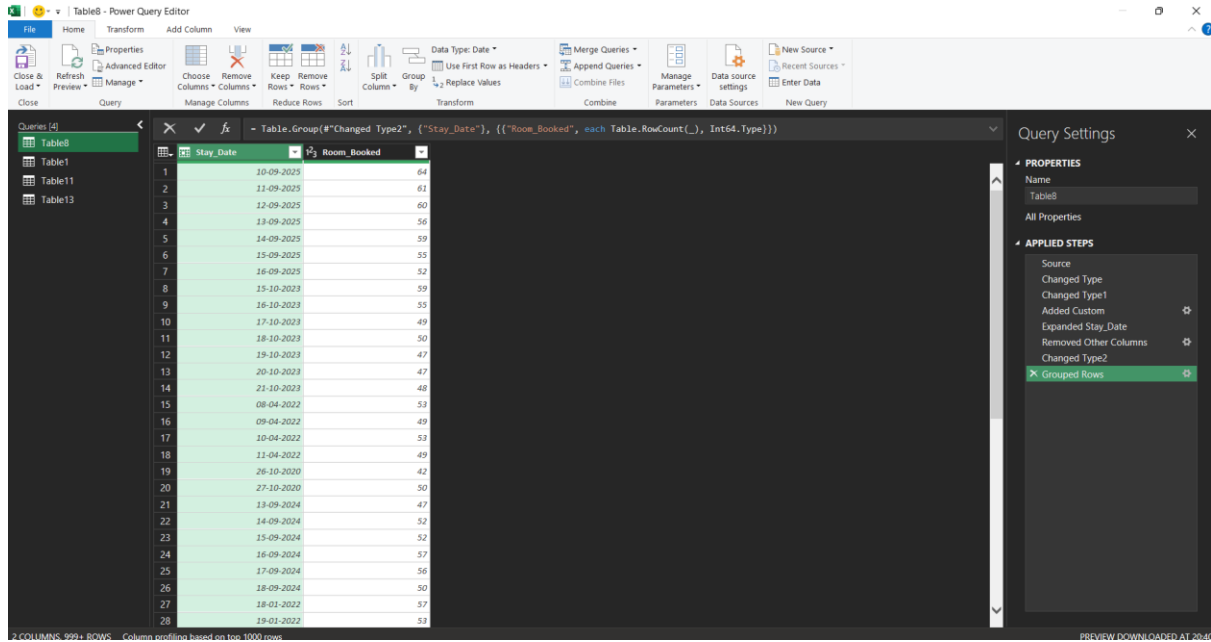 Table8 - Power Query Editor
File Home Transform Add Column View
Close & Load
Close
Refresh Preview
Properties
Advanced Editor
Manage
Query
Choose Columns
Remove Columns
Manage Columns
Keep Rows
Remove Rows
Reduce Rows
Sort
Split Column
Group By
Data Type: Date
Use First Row as Headers
Replace Values
Transform
Merge Queries
Append Queries
Combine Files
Combine
Manage Parameters
Parameters
Data source settings
Data Sources
New Source
Recent Sources
Enter Data
New Query
Queries [4]
Table8
Table1
Table11
Table13
fx = Table.Group(#"Changed Type2", {"Stay_Date"}, {{"Room_Booked", each Table.RowCount(_), Int64.Type}})
Stay_Date 123 Room_Booked
1 10-09-2025 64
2 11-09-2025 61
3 12-09-2025 60
4 13-09-2025 56
5 14-09-2025 59
6 15-09-2025 55
7 16-09-2025 52
8 15-10-2023 59
9 16-10-2023 55
10 17-10-2023 49
11 18-10-2023 50
12 19-10-2023 47
13 20-10-2023 47
14 21-10-2023 48
15 08-04-2022 53
16 09-04-2022 49
17 10-04-2022 53
18 11-04-2022 49
19 26-10-2020 42
20 27-10-2020 50
21 13-09-2024 47
22 14-09-2024 52
23 15-09-2024 52
24 16-09-2024 57
25 17-09-2024 56
26 18-09-2024 50
27 18-01-2022 57
28 19-01-2022 53
Query Settings
PROPERTIES
Name
Table8
All Properties
APPLIED STEPS
Source
Changed Type
Changed Type1
Added Custom
Expanded Stay_Date
Removed Other Columns
Changed Type2
Grouped Rows
2 COLUMNS, 999+ ROWS Column profiling based on top 1000 rows
PREVIEW DOWNLOADED AT 20:40